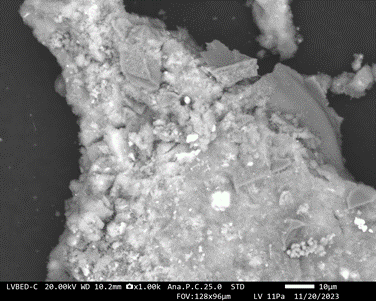 LVBED-C 20.00kV WD 10.2mm x1.00k Ana.P.C.25.0 STD 10μm
FOV:128x96μm LV 11Pa 11/20/2023